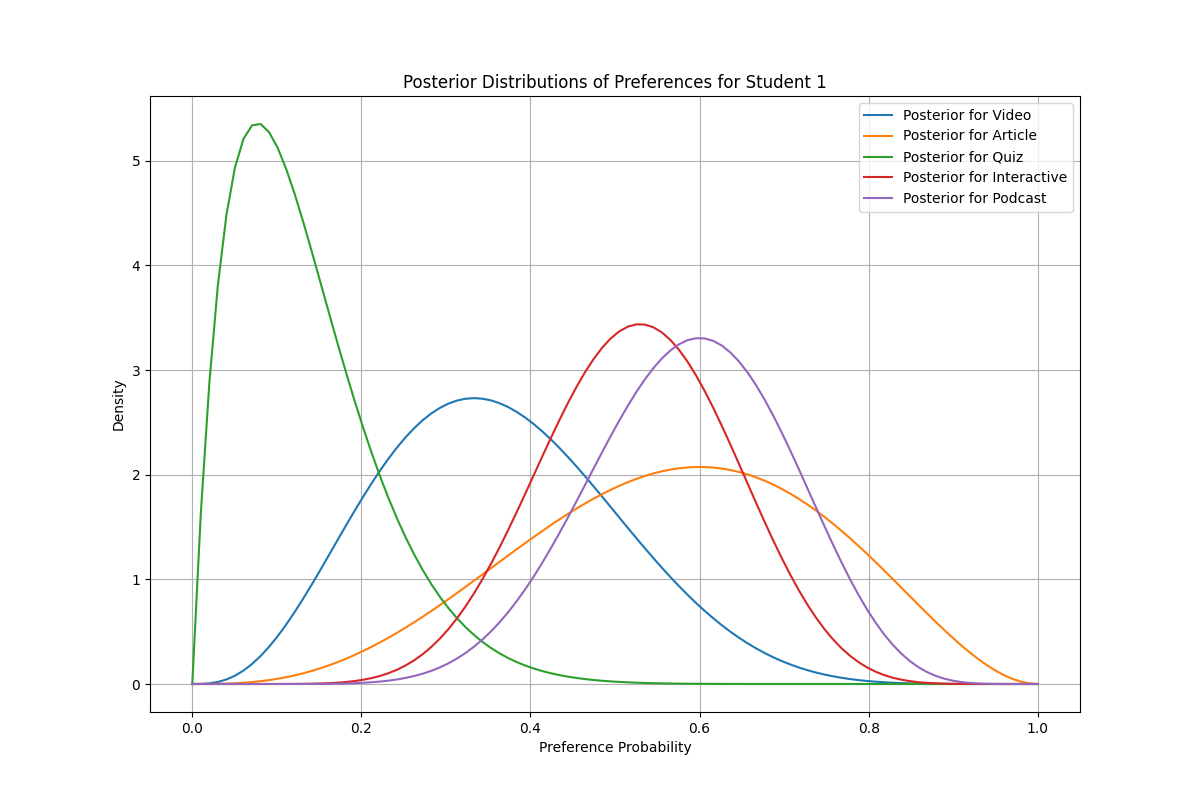 Posterior Distributions of Preferences for Student 1
Posterior for Video
Posterior for Article
Posterior for Quiz
Posterior for Interactive
Posterior for Podcast
Density
5
4
3
2
1
0
0.0 0.2 0.4 0.6 0.8 1.0
Preference Probability